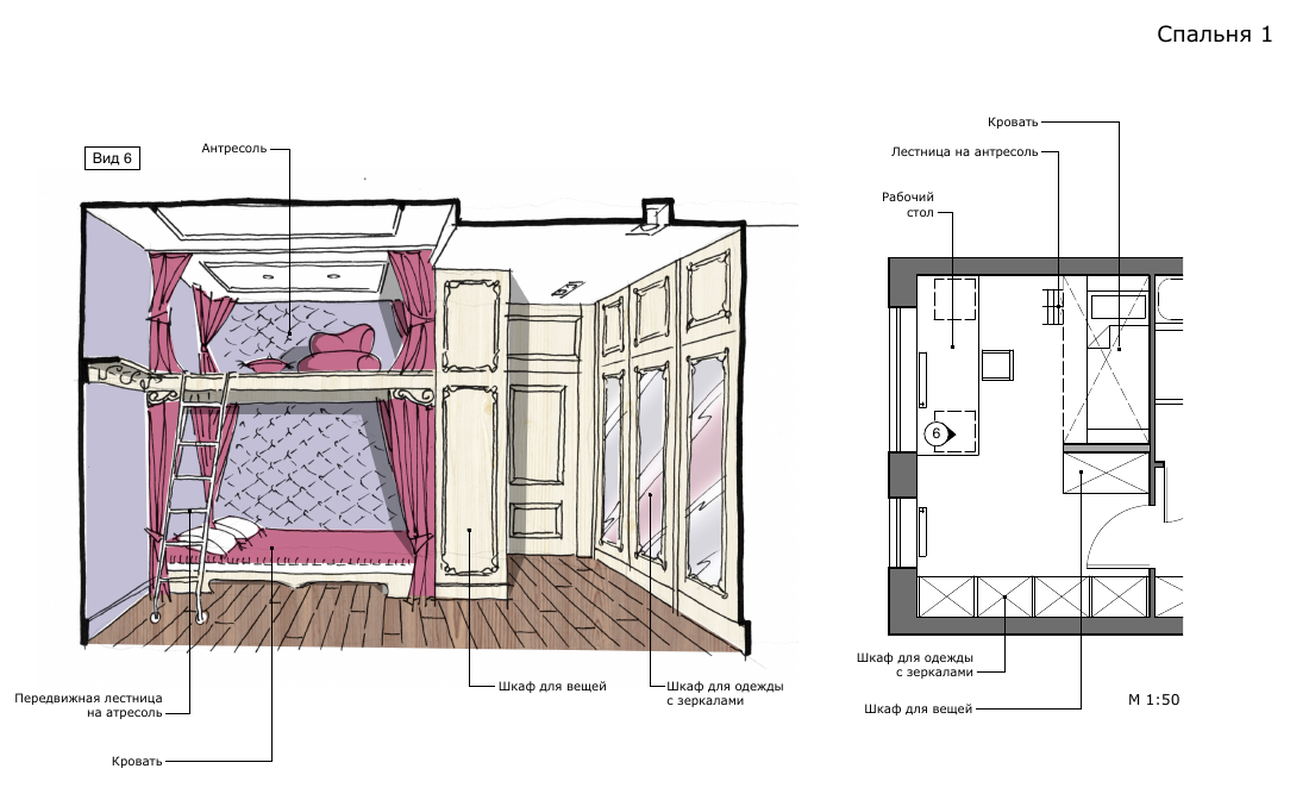 Спальня 1
Вид 6
Антресоль
Передвижная лестница
на атресоль
Кровать
Шкаф для вещей
Шкаф для одежды
с зеркалами
Кровать
Лестница на антресоль
Рабочий
стол
6
Шкаф для одежды
с зеркалами
Шкаф для вещей
М 1:50